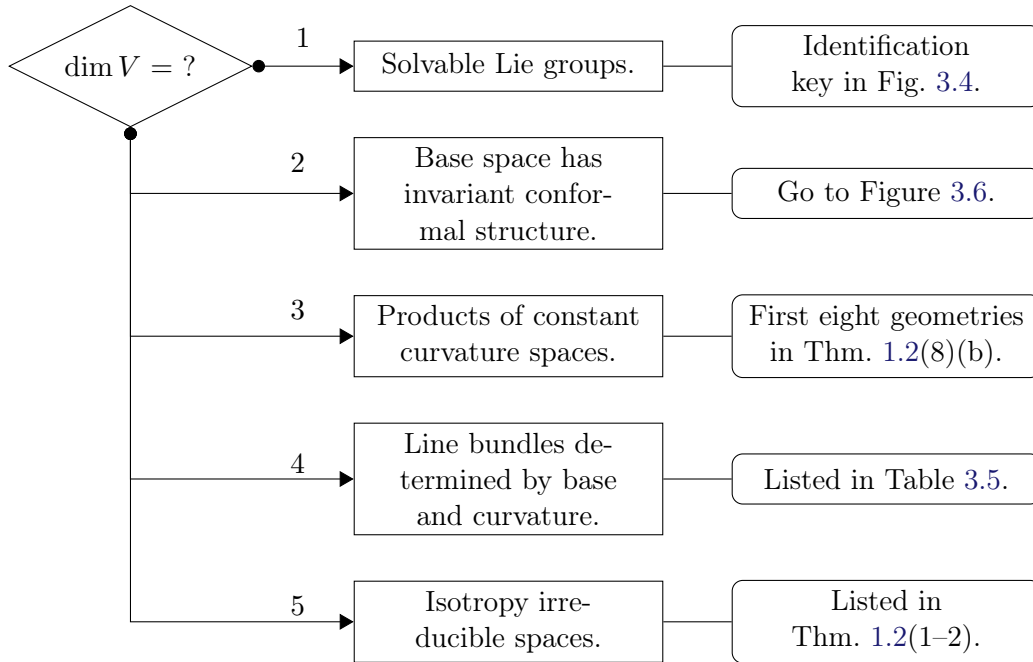 dim V = ?
1
Solvable Lie groups.
Identification
key in Fig. 3.4.
2
Base space has
invariant confor-
mal structure.
Go to Figure 3.6.
3
Products of constant
curvature spaces.
First eight geometries
in Thm. 1.2(8)(b).
4
Line bundles de-
termined by base
and curvature.
Listed in Table 3.5.
5
Isotropy irre-
ducible spaces.
Listed in
Thm. 1.2(1–2).